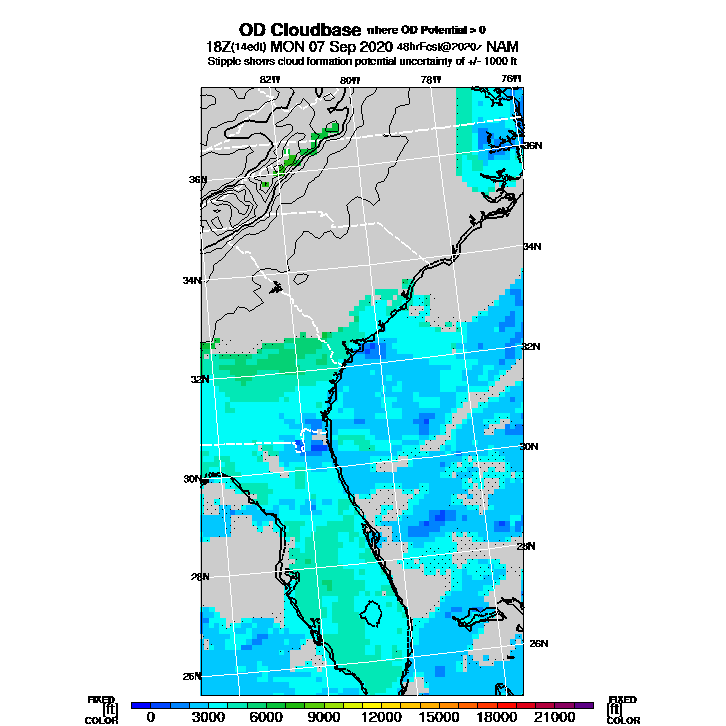 OD Cloudbase where OD Potential > 0
18Z(14edt) MON 07 Sep 2020 48hrFcst@2020z NAM
Stipple shows cloud formation potential uncertainty of +/- 1000 ft
82W 80W 78W 76W
36N
36N
34N
34N
32N
32N
30N
30N
28N
28N
26N
26N
FIXED FIXED
[ft] [ft]
COLOR COLOR
0 3000 6000 9000 12000 15000 18000 21000